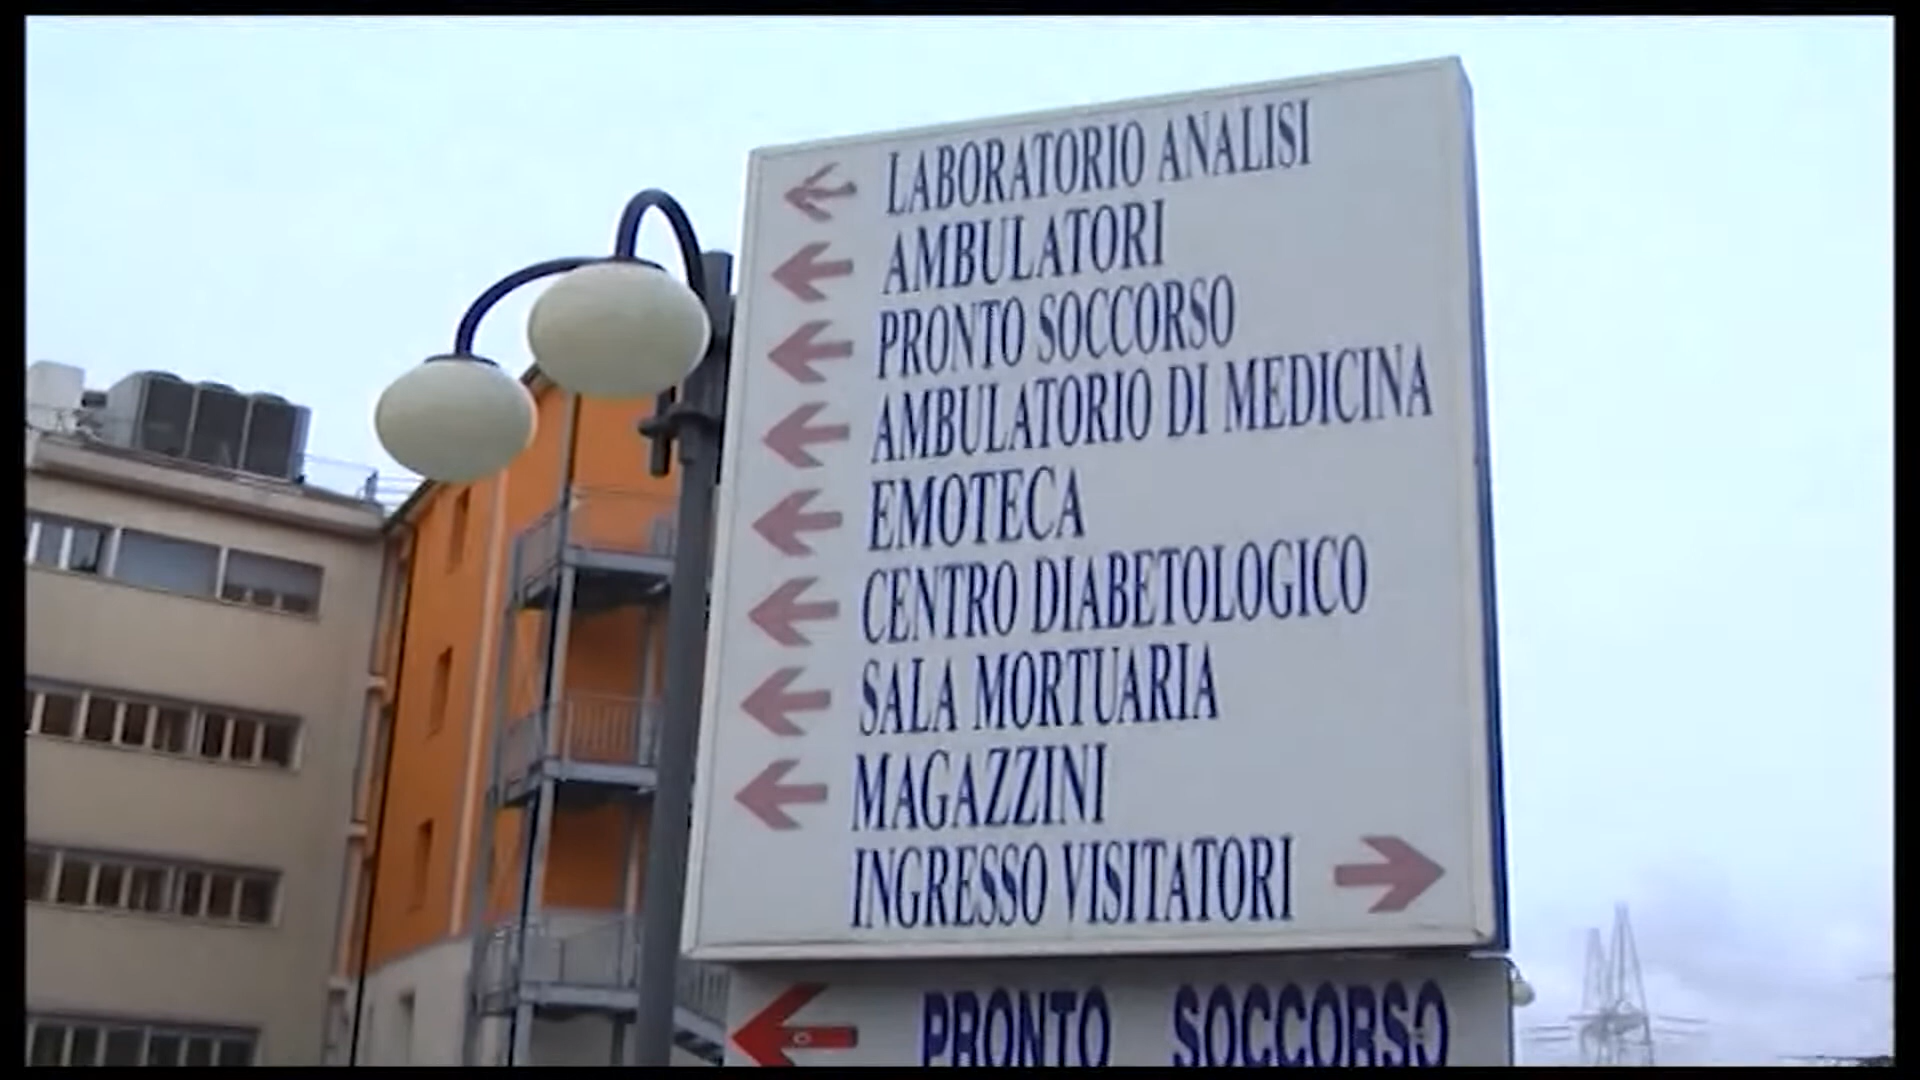 LABORATORIO ANALISI
AMBULATORI
PRONTO SOCCORSO
AMBULATORIO DI MEDICINA
EMOTECA
CENTRO DIABETOLOGICO
SALA MORTUARIA
MAGAZZINI
INGRESSO VISITATORI
PRONTO SOCCORSO